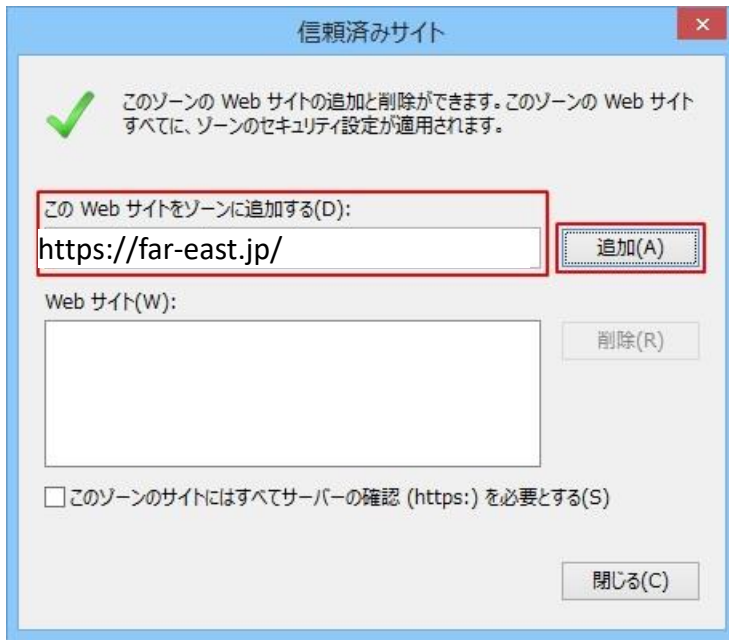 信頼済みサイト
このゾーンの Web サイトの追加と削除ができます。このゾーンの Web サイト
すべてに、ゾーンのセキュリティ設定が適用されます。
この Web サイトをゾーンに追加する(D):
https://far-east.jp/
追加(A)
Web サイト(W):
削除(R)
このゾーンのサイトにはすべてサーバーの確認 (https:) を必要とする(S)
閉じる(C)